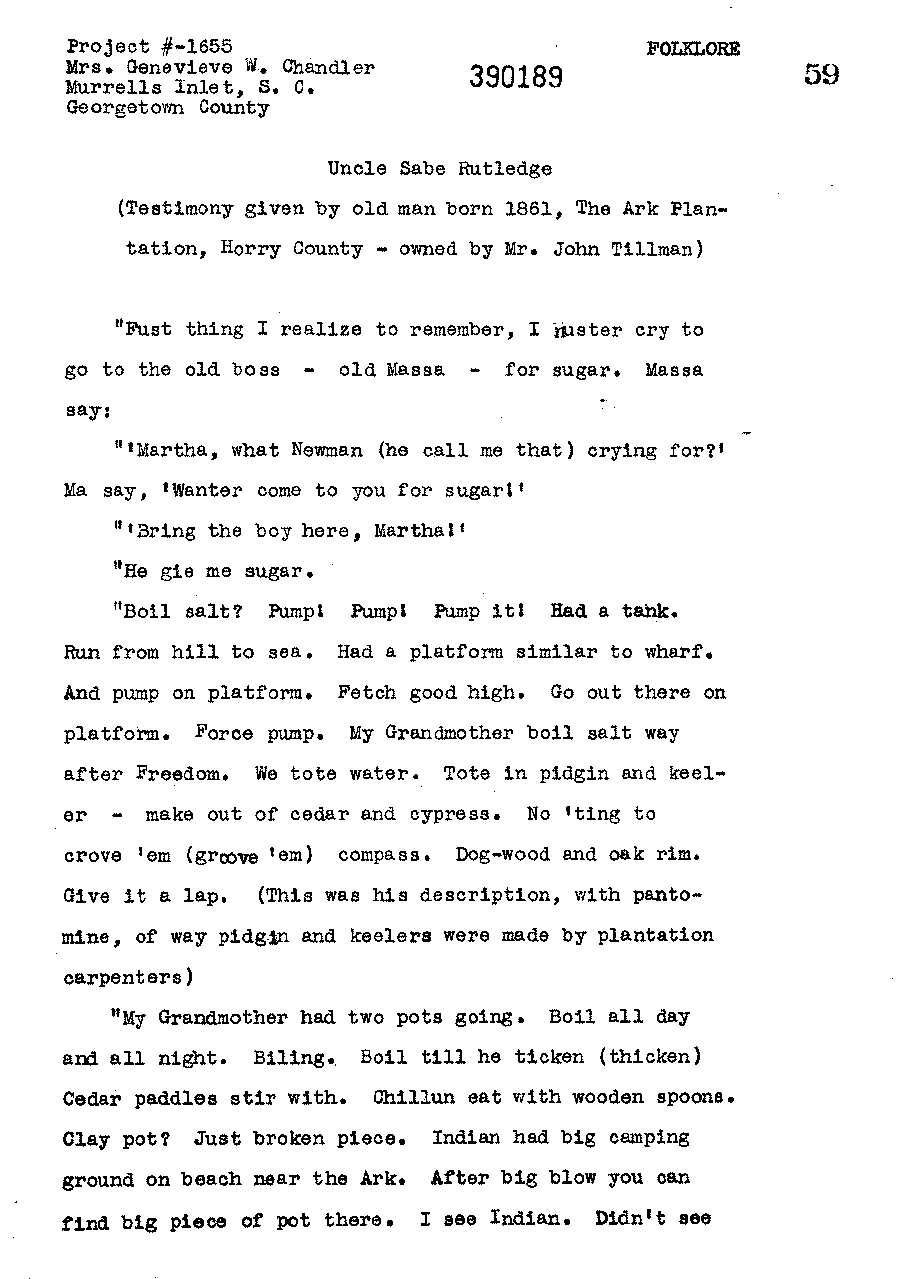 Project #-1655
FOLKLORE
Mrs. Genevieve W. Chandler
390189
59
Murrells Inlet, S. C.
Georgetown County
Uncle Sabe Rutledge
(Testimony given by old man born 1861, The Ark Plan-
tation, Horry County - owned by Mr. John Tillman)
"Fust thing I realize to remember, I nuster cry to
go to the old boss - old Massa - for sugar. Massa
say:
"'Martha, what Newman (he call me that) crying for?'
Ma say, 'Wanter come to you for sugar!'
"'Bring the boy here, Martha!'
"He gie me sugar.
"Boil salt? Pump! Pump! Pump it! Had a tank.
Run from hill to sea. Had a platform similar to wharf.
And pump on platform. Fetch good high. Go out there on
platform. Force pump. My Grandmother boil salt way
after Freedom. We tote water. Tote in pidgin and keel-
er - make out of cedar and cypress. No 'ting to
crove 'em (groove 'em) compass. Dog-wood and oak rim.
Give it a lap. (This was his description, with panto-
mine, of way pidgin and keelers were made by plantation
carpenters)
"My Grandmother had two pots going. Boil all day
and all night. Biling. Boil till he ticken (thicken)
Cedar paddles stir with. Chillun eat with wooden spoons.
Clay pot? Just broken piece. Indian had big camping
ground on beach near the Ark. After big blow you can
find big piece of pot there. I see Indian. Didn't see